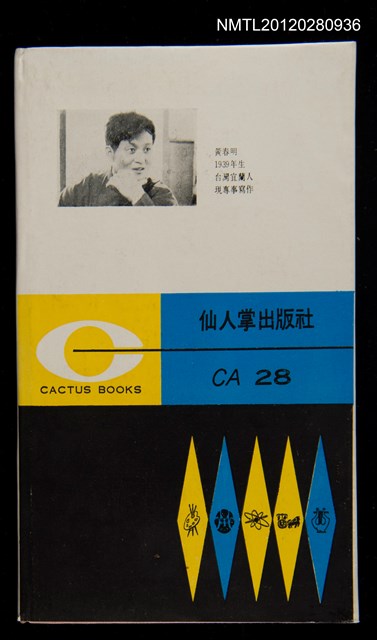 NMTL20120280936
黃春明
1939年生
台灣宜蘭人
現專事寫作
仙人掌出版社
CACTUS BOOKS
CA 28